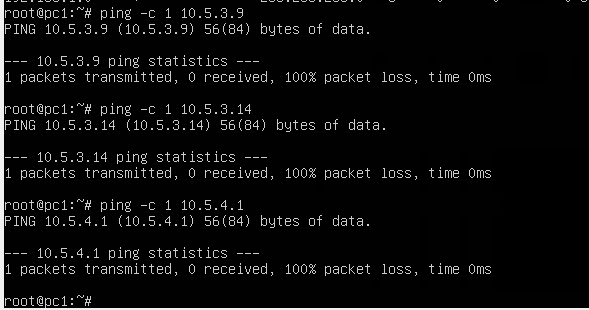 root@pc1:~# ping -c 1 10.5.3.9
PING 10.5.3.9 (10.5.3.9) 56(84) bytes of data.
--- 10.5.3.9 ping statistics ---
1 packets transmitted, 0 received, 100% packet loss, time 0ms
root@pc1:~# ping -c 1 10.5.3.14
PING 10.5.3.14 (10.5.3.14) 56(84) bytes of data.
--- 10.5.3.14 ping statistics ---
1 packets transmitted, 0 received, 100% packet loss, time 0ms
root@pc1:~# ping -c 1 10.5.4.1
PING 10.5.4.1 (10.5.4.1) 56(84) bytes of data.
--- 10.5.4.1 ping statistics ---
1 packets transmitted, 0 received, 100% packet loss, time 0ms
root@pc1:~#